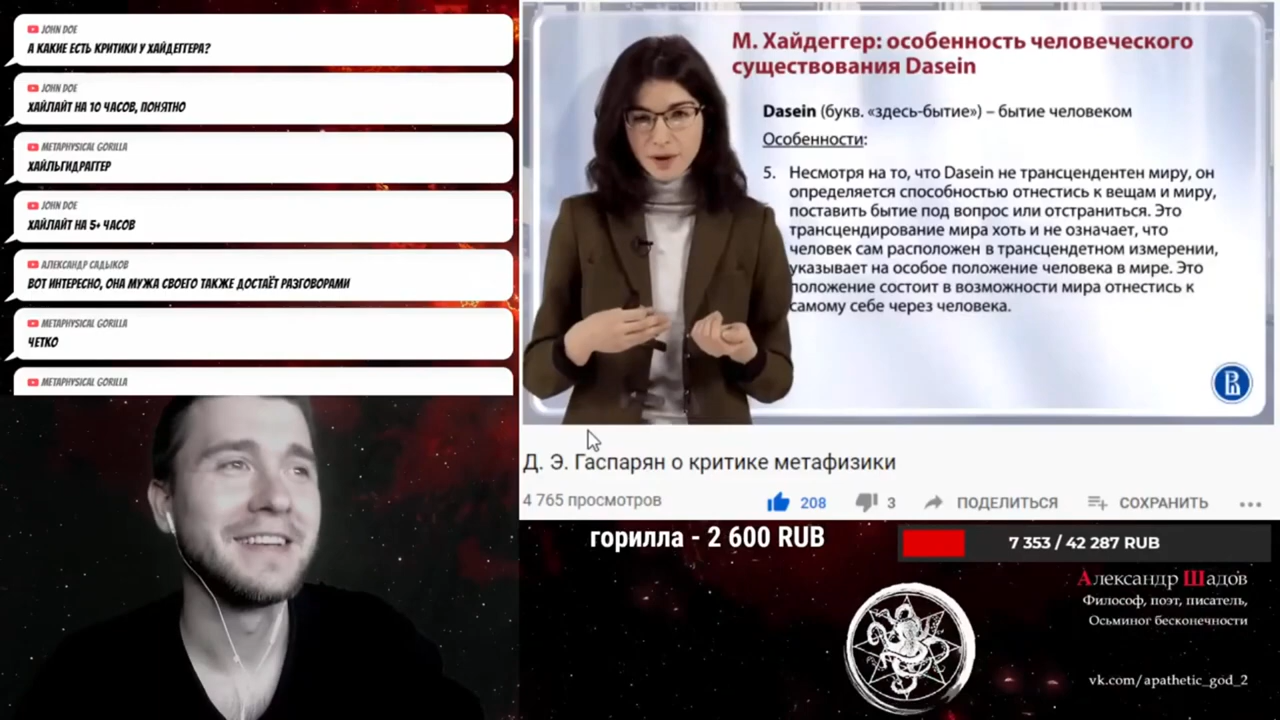 JOHN DOE
А КАКИЕ ЕСТЬ КРИТИКИ У ХАЙДЕГГЕРА?
JOHN DOE
ХАЙЛАЙТ НА 10 ЧАСОВ, ПОНЯТНО
METAPHYSICAL GORILLA
ХАЙЛЬГИДРАГГЕР
JOHN DOE
ХАЙЛАЙТ НА 5+ ЧАСОВ
АЛЕКСАНДР САДЫКОВ
ВОТ ИНТЕРЕСНО, ОНА МУЖА СВОЕГО ТАКЖЕ ДОСТАЁТ РАЗГОВОРАМИ
METAPHYSICAL GORILLA
ЧЕТКО
METAPHYSICAL GORILLA
М. Хайдеггер: особенность человеческого
существования Dasein
Dasein (букв. «здесь-бытие») – бытие человеком
Особенности:
5. Несмотря на то, что Dasein не трансцендентен миру, он
определяется способностью отнестись к вещам и миру,
поставить бытие под вопрос или отстраниться. Это
трансцендирование мира хоть и не означает, что
человек сам расположен в трансцендетном измерении,
указывает на особое положение человека в мире. Это
положение состоит в возможности мира отнестись к
самому себе через человека.
Д. Э. Гаспарян о критике метафизики
4 765 просмотров
208
3
ПОДЕЛИТЬСЯ
СОХРАНИТЬ
горилла - 2 600 RUB
7 353 / 42 287 RUB
Александр Шадов
Философ, поэт, писатель,
Осьминог бесконечности
vk.com/apathetic_god_2